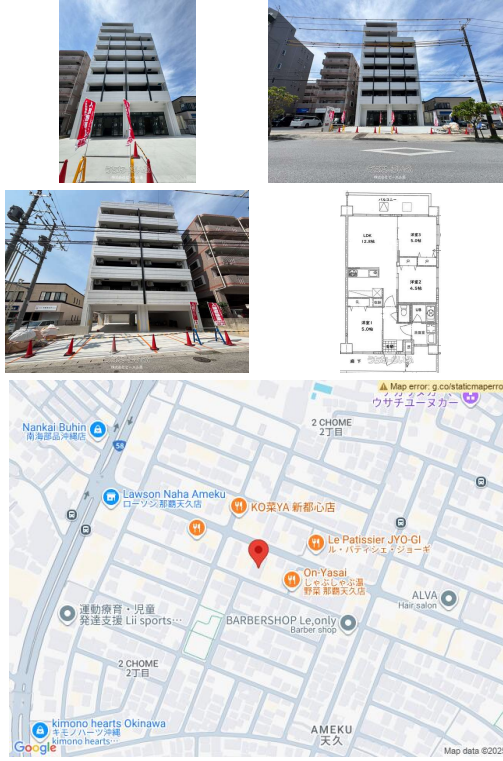 バルコニー
LDK
12.8帖
洋室3
5.0帖
洋室2
4.5帖
洋室1
5.0帖
UB
廊下
Map error: g.co/staticmaperro
ウサチユーヌカー
2 CHOME
2丁目
Nankai Buhin
南海部品沖縄店
58
Lawson Naha Ameku
ローソン 那覇天久店
KO菜YA 新都心店
Le Patissier JYO-GI
ル・パティシェ・ジョーギ
On-Yasai
しゃぶしゃぶ温
野菜 那覇天久店
ALVA
Hair salon
運動療育・児童
発達支援 Lii sports…
BARBERSHOP Le,only
Barber shop
2 CHOME
2丁目
kimono hearts Okinawa
キモノハーツ沖縄
kimono hearts…
AMEKU
天久
Google
Map data ©2025